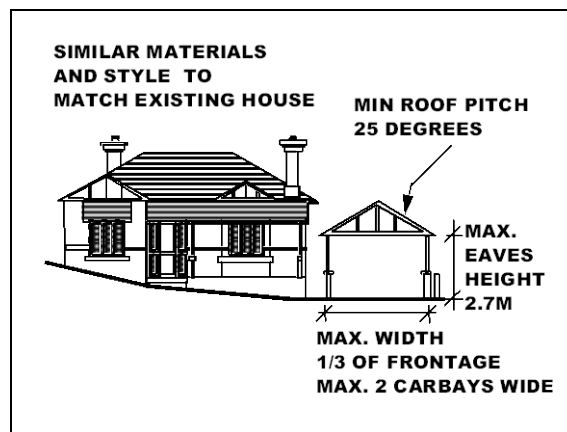 SIMILAR MATERIALS
AND STYLE TO
MATCH EXISTING HOUSE
MIN ROOF PITCH
25 DEGREES
MAX.
EAVES
HEIGHT
2.7M
MAX. WIDTH
1/3 OF FRONTAGE
MAX. 2 CARBAYS WIDE